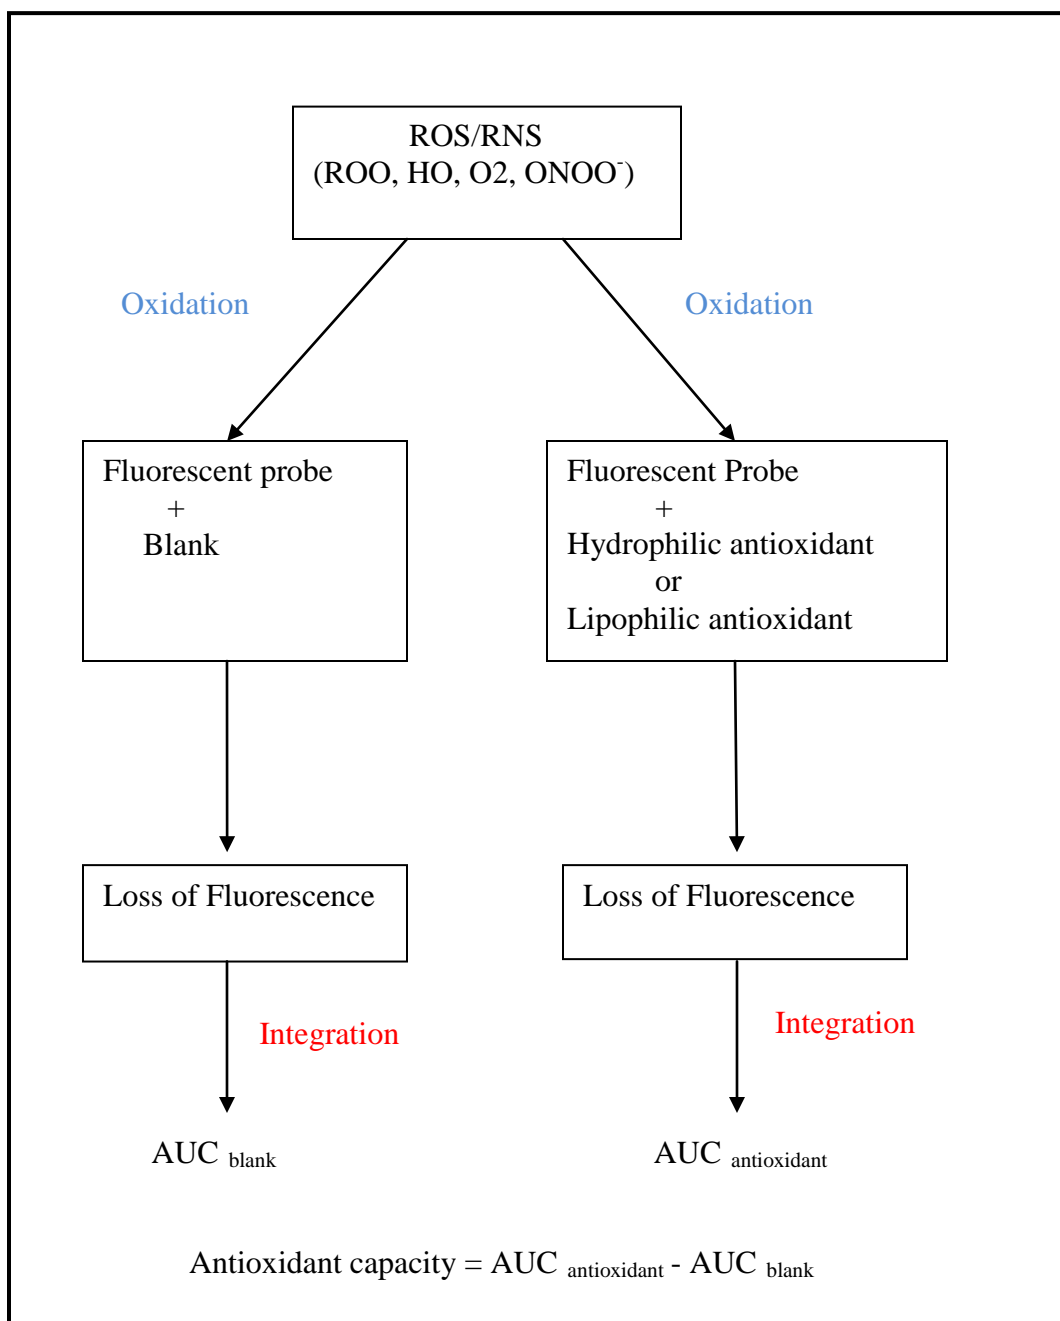 ROS/RNS
(ROO, HO, O2, ONOO⁻)
Oxidation
Oxidation
Fluorescent probe
+
Blank
Fluorescent Probe
+
Hydrophilic antioxidant
or
Lipophilic antioxidant
Loss of Fluorescence
Loss of Fluorescence
Integration
Integration
AUC blank
AUC antioxidant
Antioxidant capacity = AUC antioxidant - AUC blank